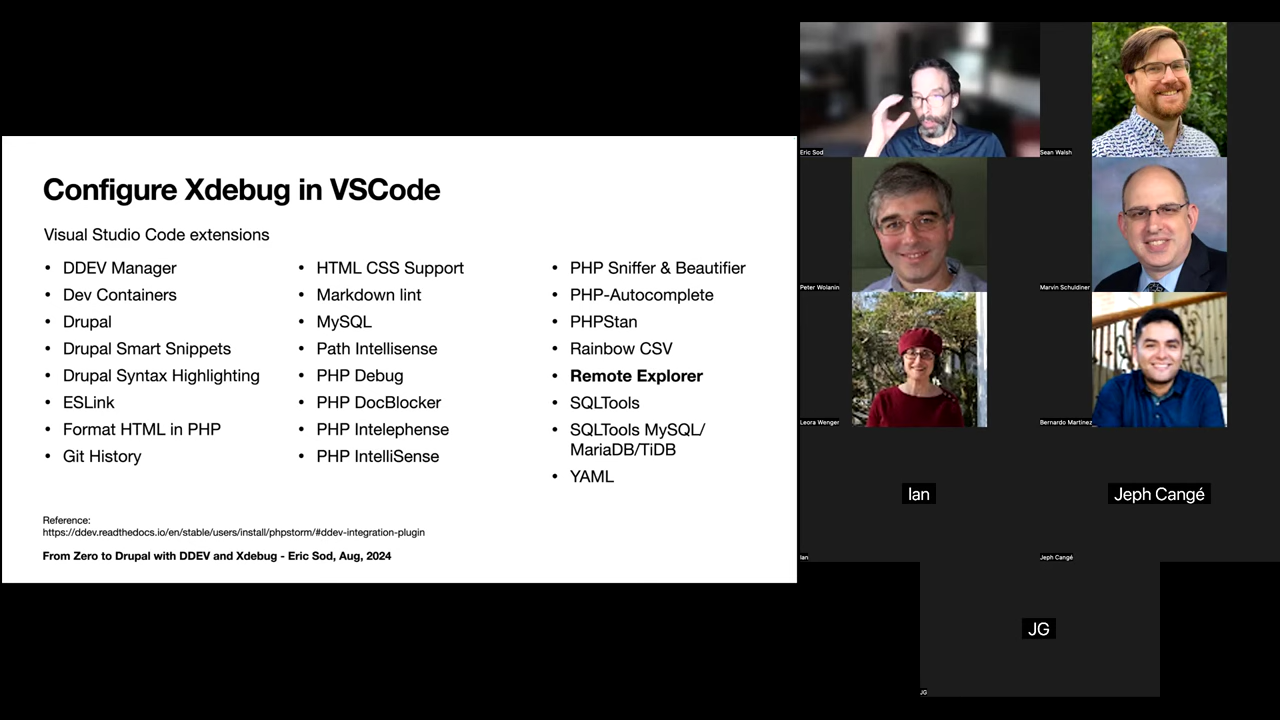 Configure Xdebug in VSCode
Visual Studio Code extensions
• DDEV Manager
• Dev Containers
• Drupal
• Drupal Smart Snippets
• Drupal Syntax Highlighting
• ESLink
• Format HTML in PHP
• Git History
• HTML CSS Support
• Markdown lint
• MySQL
• Path Intellisense
• PHP Debug
• PHP DocBlocker
• PHP Intelephense
• PHP IntelliSense
• PHP Sniffer & Beautifier
• PHP-Autocomplete
• PHPStan
• Rainbow CSV
• Remote Explorer
• SQLTools
• SQLTools MySQL/
MariaDB/TiDB
• YAML
Reference:
https://ddev.readthedocs.io/en/stable/users/install/phpstorm/#ddev-integration-plugin
From Zero to Drupal with DDEV and Xdebug - Eric Sod, Aug, 2024
Eric Sod
Sean Walsh
Peter Wolanin
Marvin Schuldiner
Leora Wenger
Bernardo Martinez
Ian
Jeph Cangé
Ian
Jeph Cangé
JG
JG